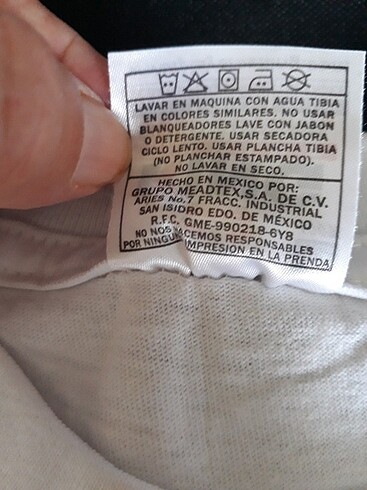 LAVAR EN MAQUINA CON AGUA TIBIA
EN COLORES SIMILARES. NO USAR
BLANQUEADORES LAVE CON JABON
O DETERGENTE. USAR SECADORA
CICLO LENTO. USAR PLANCHA TIBIA
(NO PLANCHAR ESTAMPADO).
NO LAVAR EN SECO.
HECHO EN MEXICO POR:
GRUPO MEADTEX,S.A. DE C.V.
ARIES No.7 FRACC. INDUSTRIAL
SAN ISIDRO EDO. DE MÉXICO
R.F.C. GME-990218-6Y8
NO NOS HACEMOS RESPONSABLES
POR NINGUNA IMPRESION EN LA PRENDA